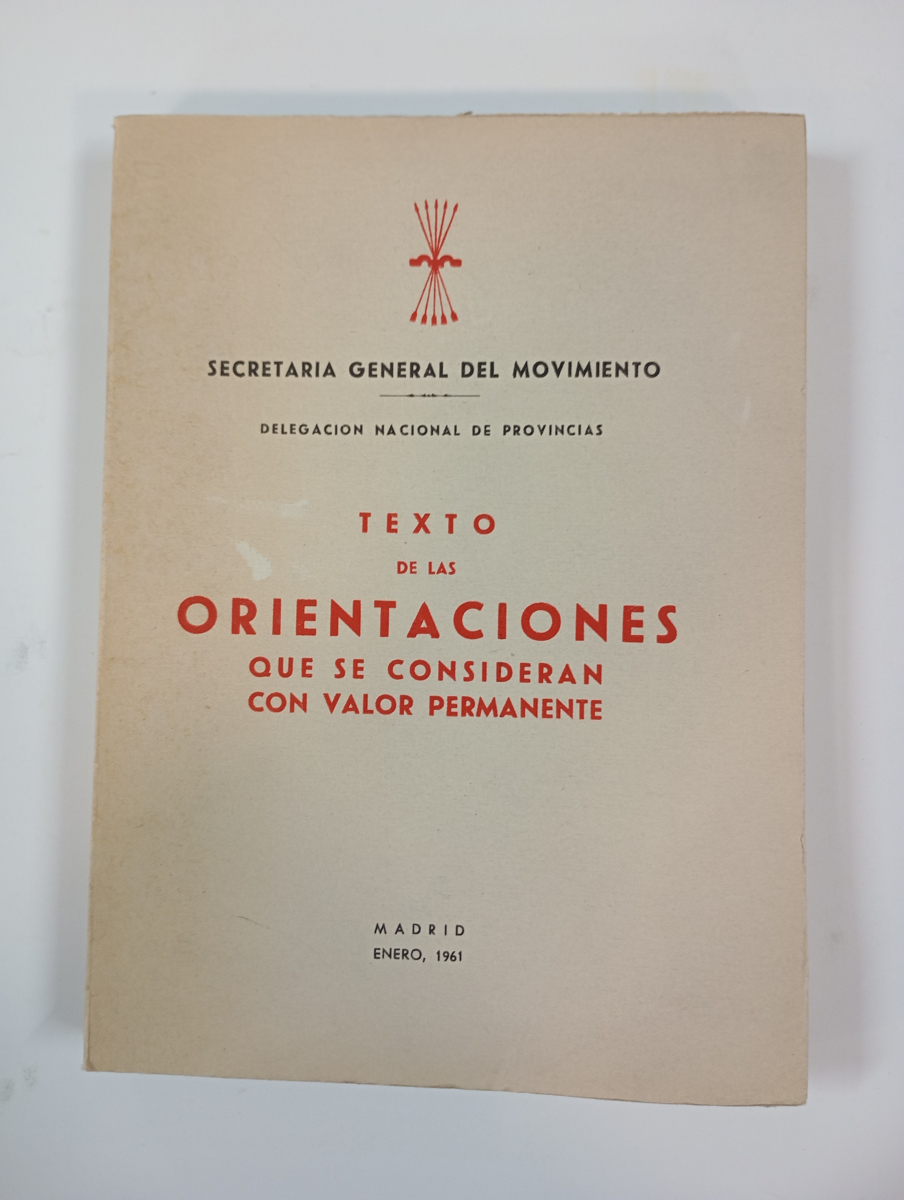 SECRETARIA GENERAL DEL MOVIMIENTO
DELEGACION NACIONAL DE PROVINCIAS
TEXTO
DE LAS
ORIENTACIONES
QUE SE CONSIDERAN
CON VALOR PERMANENTE
MADRID
ENERO, 1961